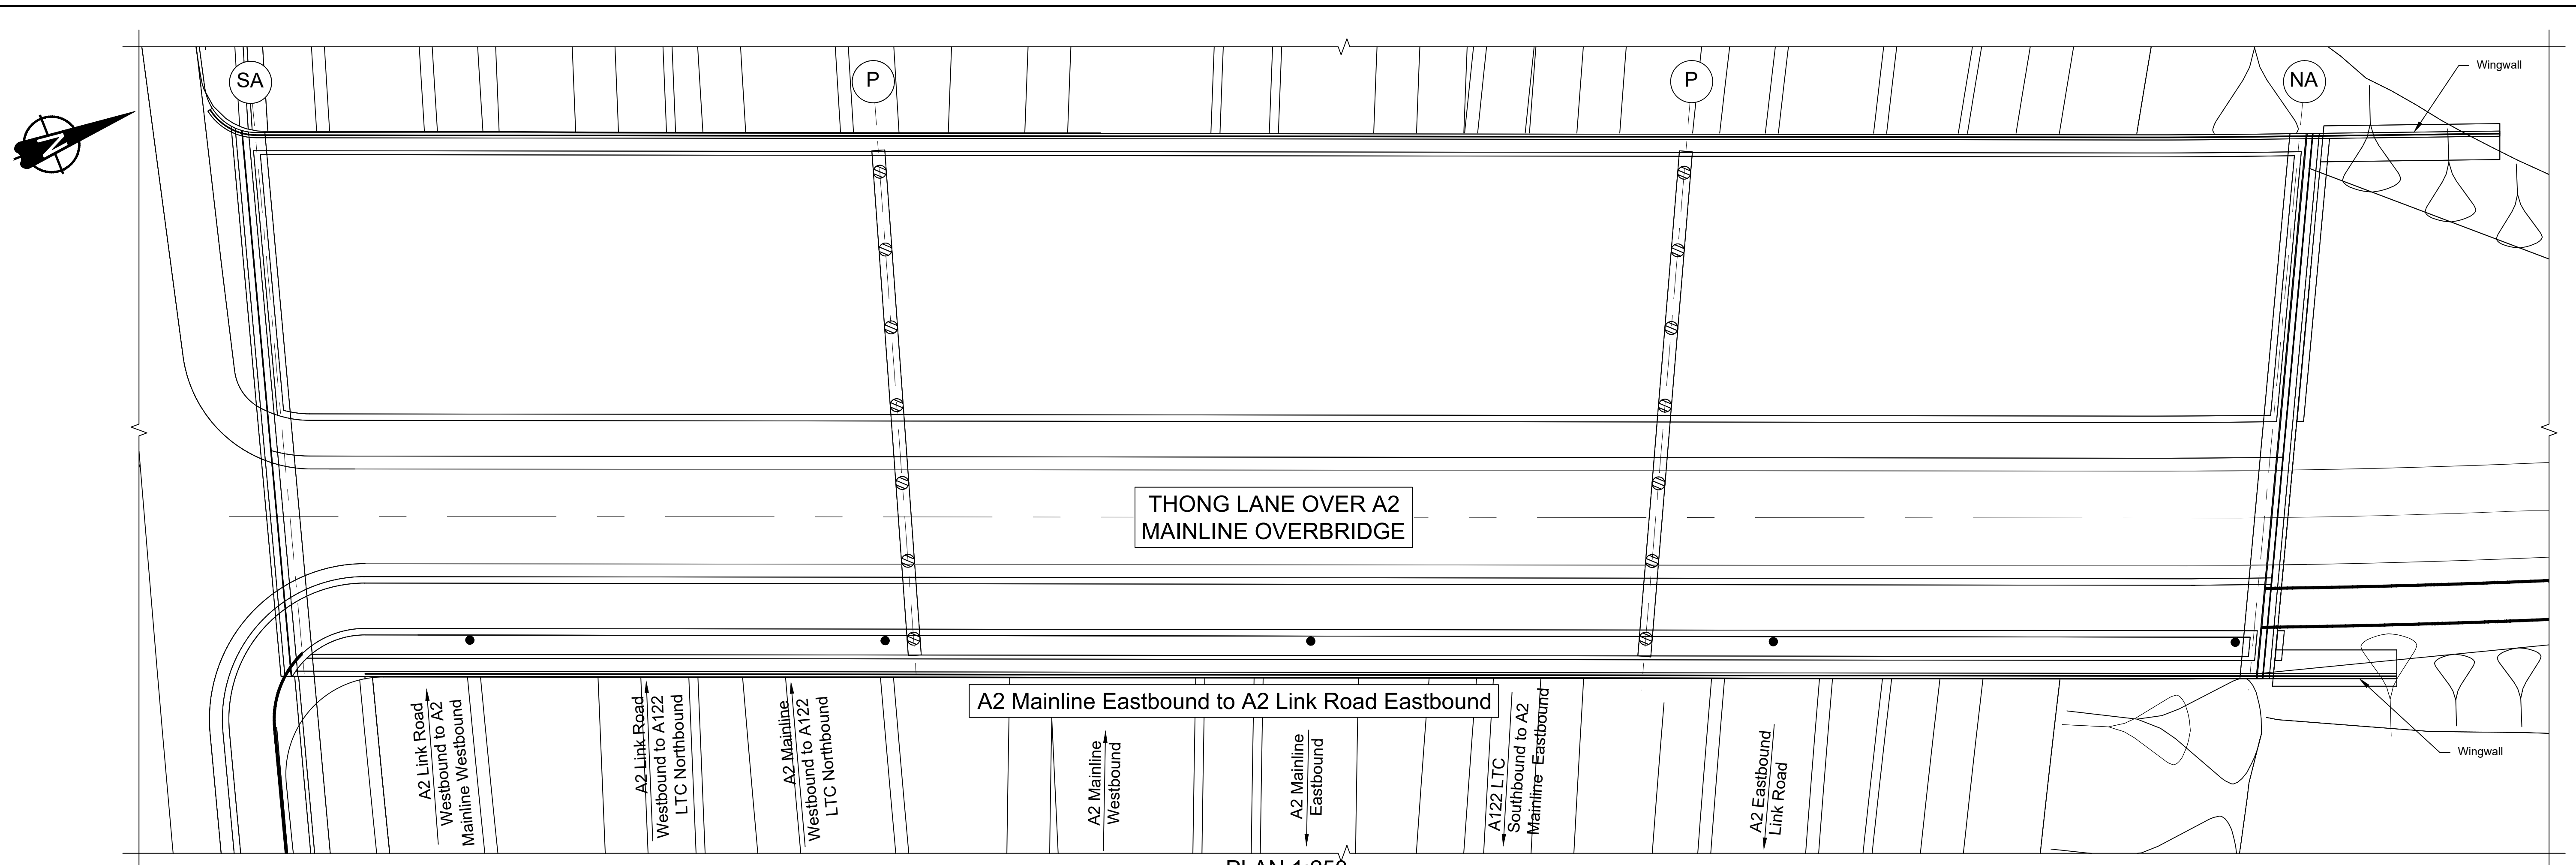 SA
P
P
NA
Wingwall
N
THONG LANE OVER A2
MAINLINE OVERBRIDGE
A2 Mainline Eastbound to A2 Link Road Eastbound
A2 Link Road
Westbound to A2
Mainline Westbound
A2 Link Road
Westbound to A122
LTC Northbound
A2 Mainline
Westbound to A122
LTC Northbound
A2 Mainline
Westbound
A2 Mainline
Eastbound
A122 LTC
Southbound to A2
Mainline Eastbound
A2 Eastbound
Link Road
Wingwall
PLAN 1:250